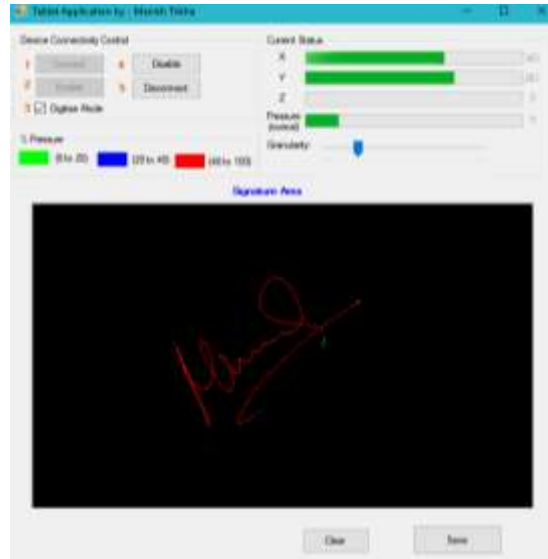 Tablet Application by : Manish
Device Connectivity Control
1 Connect 4 Disable
2 Enable 5 Disconnect
3 Digitize Mode
% Pressure
(0 to 20) (20 to 40) (40 to 100)
Current Status
X
Y
Z
Pressure
(normal)
Granularity
Signature Area
Clear Save